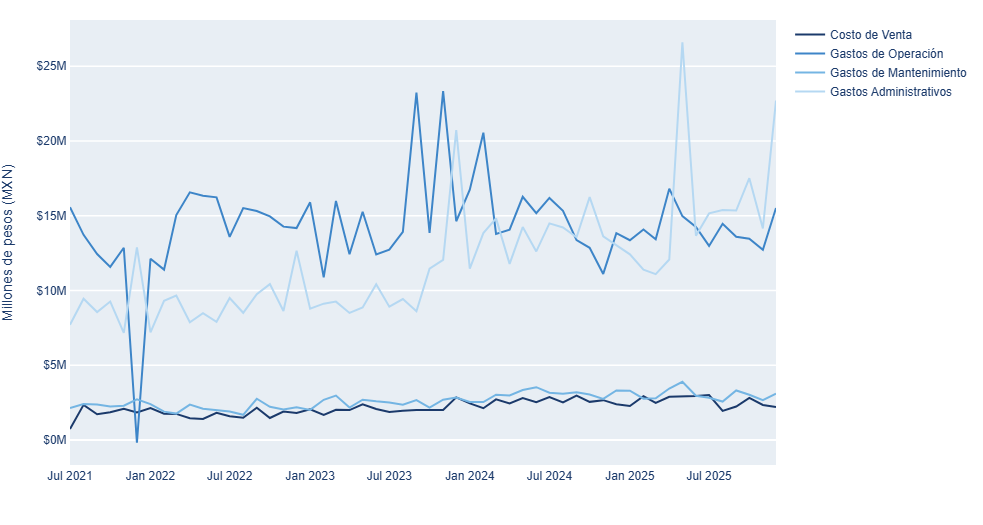 Costo de Venta
Gastos de Operación
Gastos de Mantenimiento
Gastos Administrativos
Millones de pesos (MXN)
$25M
$20M
$15M
$10M
$5M
$0M
Jul 2021 Jan 2022 Jul 2022 Jan 2023 Jul 2023 Jan 2024 Jul 2024 Jan 2025 Jul 2025